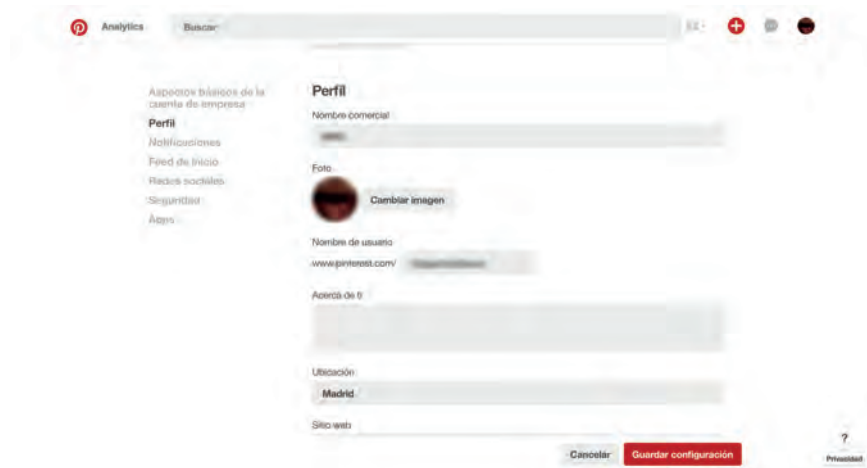 Analytics
Buscar
Aspectos básicos de la
cuenta de empresa
Perfil
Notificaciones
Feed de Inicio
Redes sociales
Seguridad
Apps
Perfil
Nombre comercial
Foto
Cambiar imagen
Nombre de usuario
www.pinterest.com/
Acerca de ti
Ubicación
Madrid
Sitio web
Cancelar
Guardar configuración
?
Privacidad